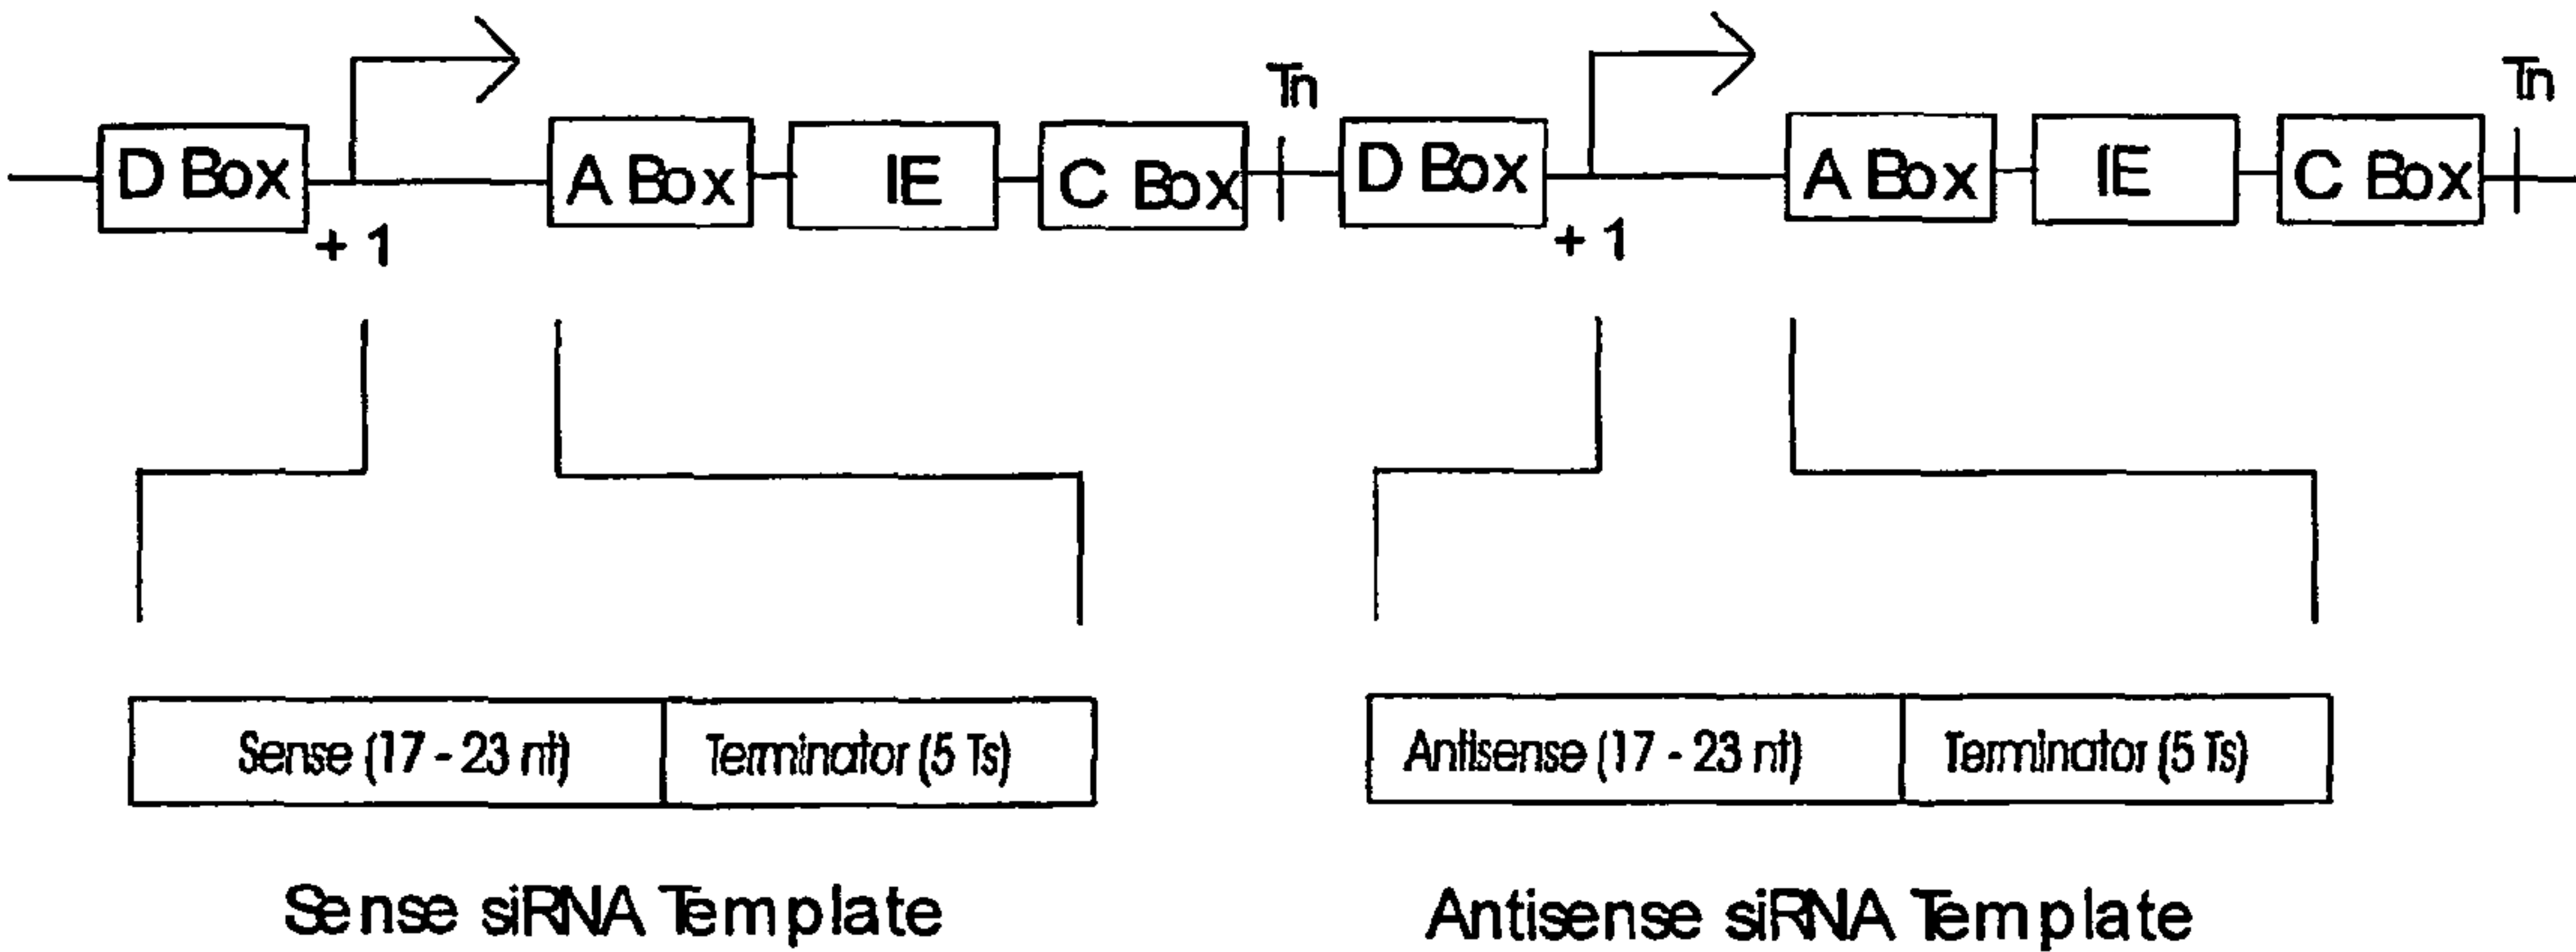 Tn Tn
D Box A Box IE C Box D Box A Box IE C Box
+ 1 + 1
Sense (17 - 23 nt) Terminator (5 Ts) Antisense (17 - 23 nt) Terminator (5 Ts)
Sense siRNA Template Antisense siRNA Template